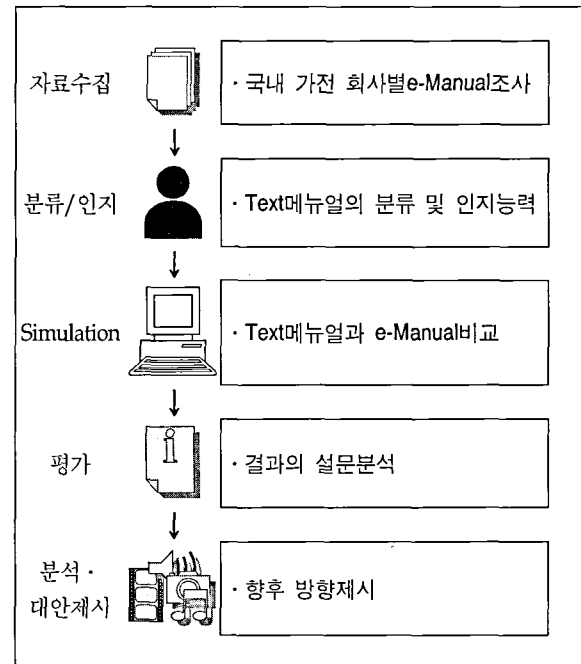 자료수집
· 국내 가전 회사별e-Manual조사
분류/인지
· Text메뉴얼의 분류 및 인지능력
Simulation
· Text메뉴얼과 e-Manual비교
평가
i
· 결과의 설문분석
분석 ·
대안제시
· 향후 방향제시